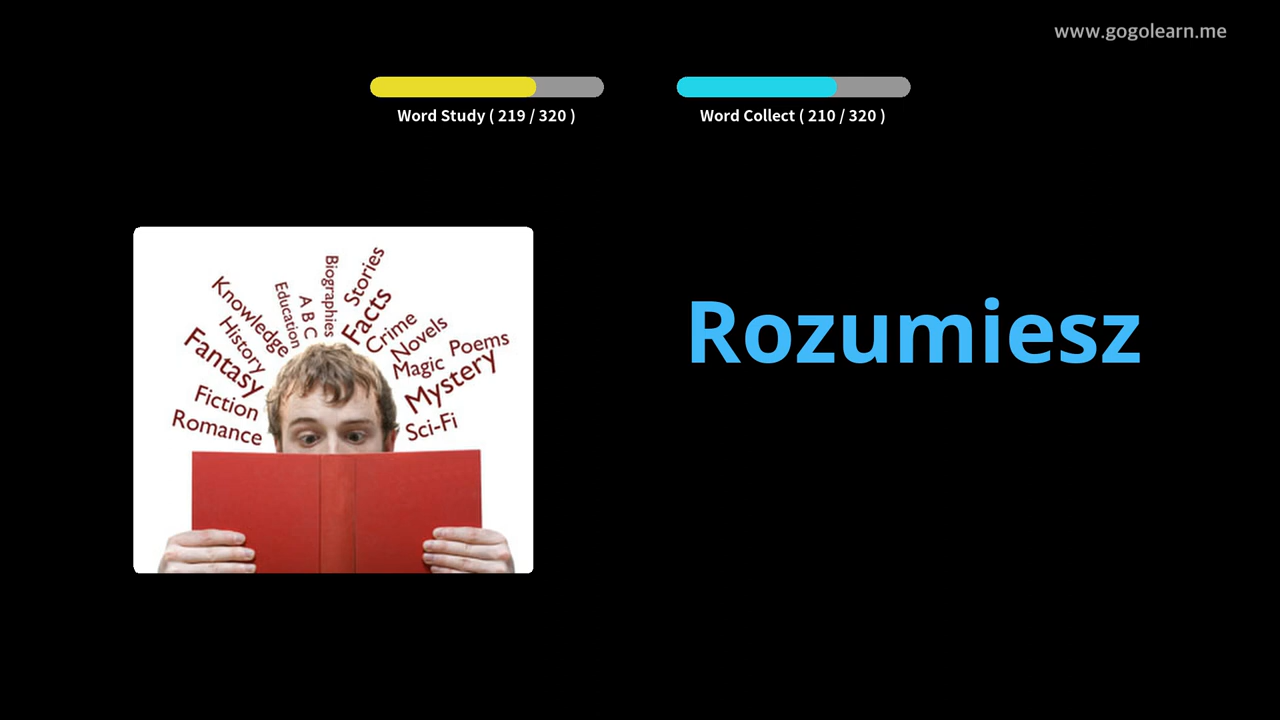 www.gogolearn.me
Word Study ( 219 / 320 )
Word Collect ( 210 / 320 )
Rozumiesz
Knowledge
History
Fantasy
Fiction
Romance
Education
A B C
Biographies
Stories
Facts
Crime
Novels
Magic
Poems
Mystery
Sci-Fi